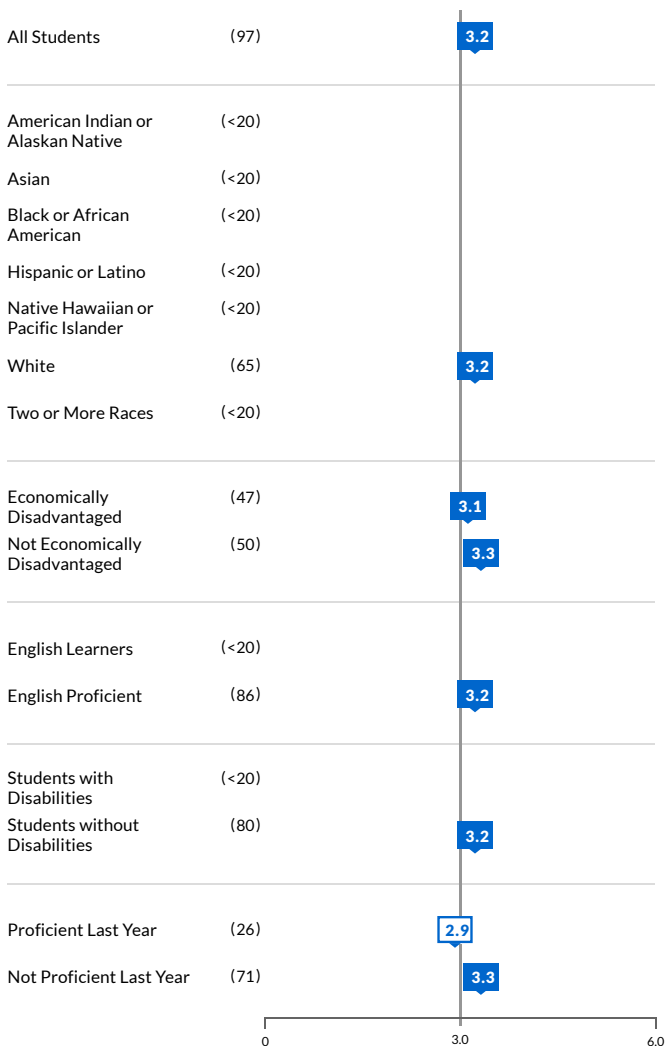 All Students (97) 3.2
American Indian or (<20)
Alaskan Native
Asian (<20)
Black or African (<20)
American
Hispanic or Latino (<20)
Native Hawaiian or (<20)
Pacific Islander
White (65) 3.2
Two or More Races (<20)
Economically (47) 3.1
Disadvantaged
Not Economically (50) 3.3
Disadvantaged
English Learners (<20)
English Proficient (86) 3.2
Students with (<20)
Disabilities
Students without (80) 3.2
Disabilities
Proficient Last Year (26) 2.9
Not Proficient Last Year (71) 3.3
0 3.0 6.0